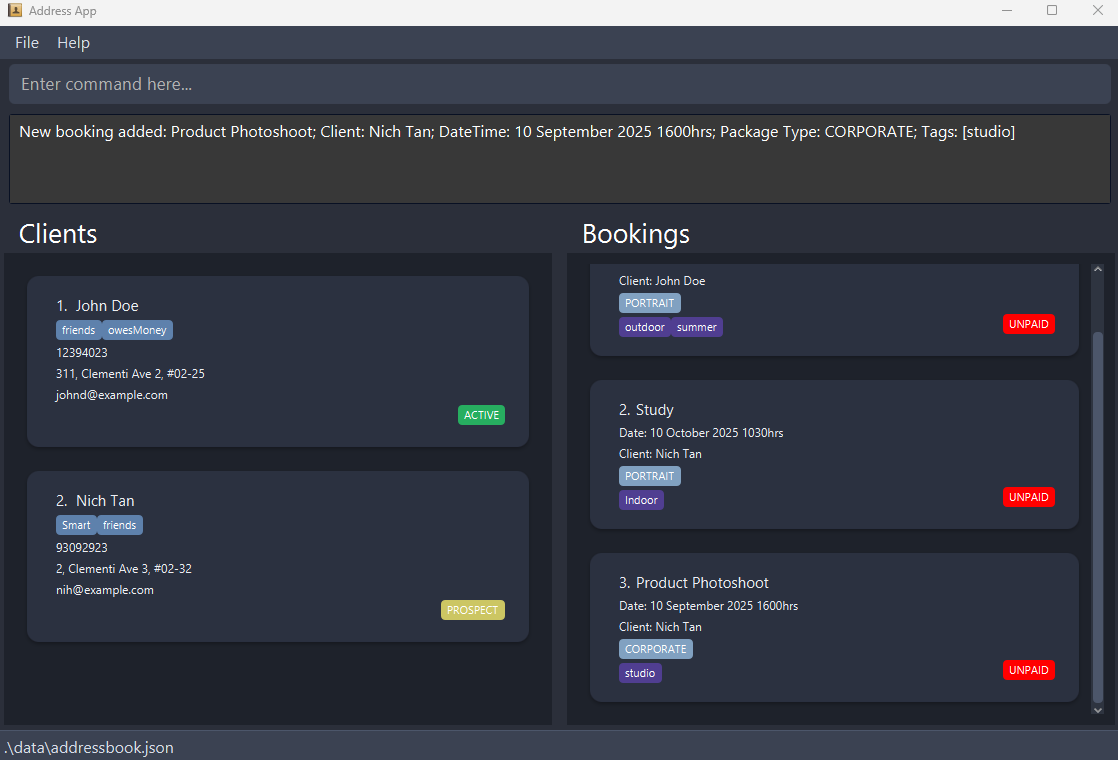 Address App
File Help
Enter command here...
New booking added: Product Photoshoot; Client: Nich Tan; DateTime: 10 September 2025 1600hrs; Package Type: CORPORATE; Tags: [studio]
Clients
1. John Doe
friends owesMoney
12394023
311, Clementi Ave 2, #02-25
johnd@example.com
ACTIVE
2. Nich Tan
Smart friends
93092923
2, Clementi Ave 3, #02-32
nih@example.com
PROSPECT
Bookings
Client: John Doe
PORTRAIT
outdoor summer
UNPAID
2. Study
Date: 10 October 2025 1030hrs
Client: Nich Tan
PORTRAIT
Indoor
UNPAID
3. Product Photoshoot
Date: 10 September 2025 1600hrs
Client: Nich Tan
CORPORATE
studio
UNPAID
.\data\addressbook.json